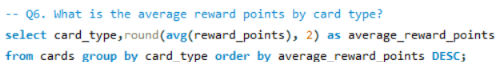 -- Q6. What is the average reward points by card type?
select card_type,round(avg(reward_points), 2) as average_reward_points
from cards group by card_type order by average_reward_points DESC;